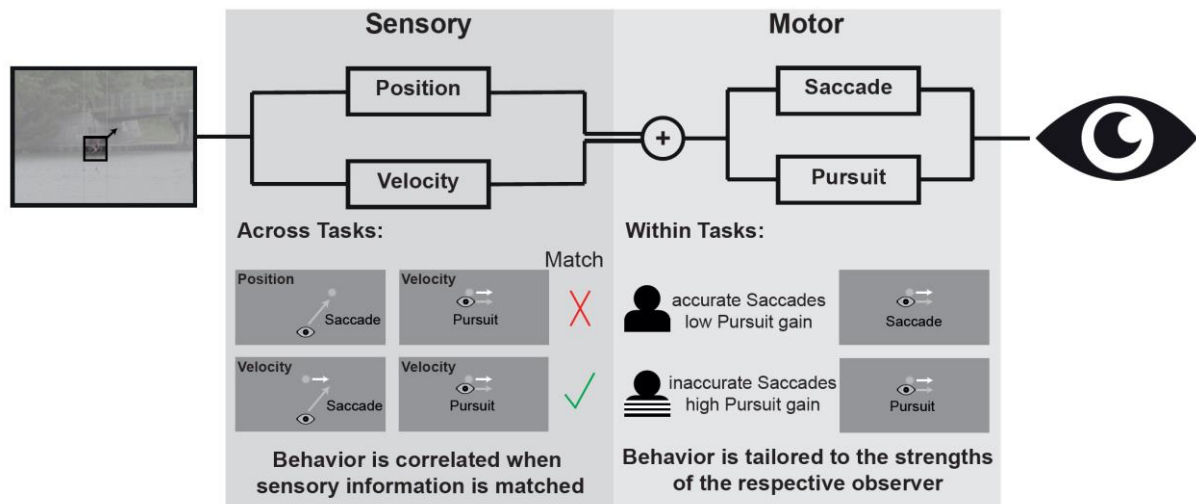 Sensory
Motor
Position
Velocity
+
Saccade
Pursuit
Across Tasks:
Match
Position
Saccade
Velocity
Pursuit
Velocity
Saccade
Velocity
Pursuit
Behavior is correlated when
sensory information is matched
Within Tasks:
accurate Saccades
low Pursuit gain
Saccade
inaccurate Saccades
high Pursuit gain
Pursuit
Behavior is tailored to the strengths
of the respective observer